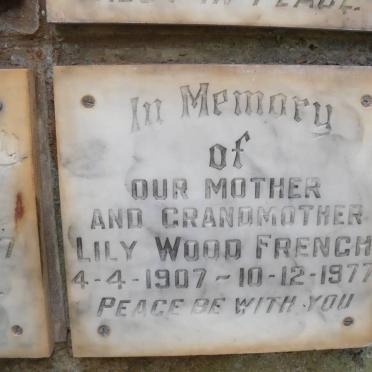 In Memory
of
OUR MOTHER
AND GRANDMOTHER
LILY WOOD FRENCH
4-4-1907 ~ 10-12-1977
PEACE BE WITH YOU